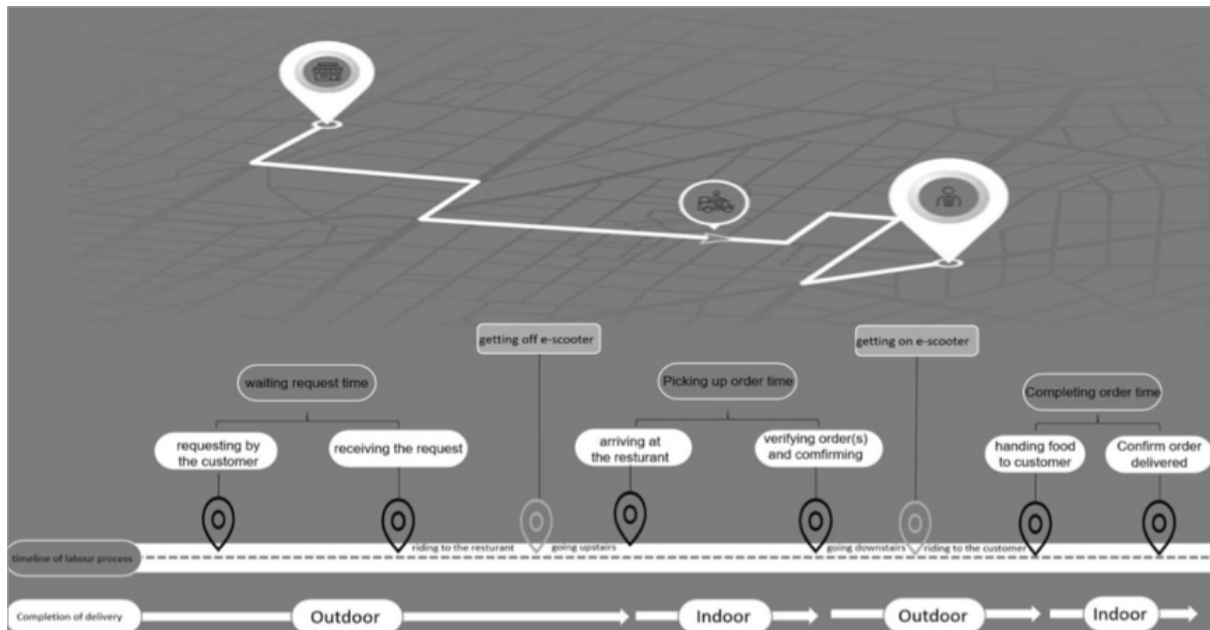 getting off e-scooter
getting on e-scooter
waiting request time
Picking up order time
Completing order time
requesting by
the customer
receiving the request
arriving at
the resturant
verifying order(s)
and comfirming
handing food
to customer
Confirm order
delivered
riding to the resturant
going upstairs
going downstairs
riding to the customer
timeline of labour process
Completion of delivery
Outdoor
Indoor
Outdoor
Indoor